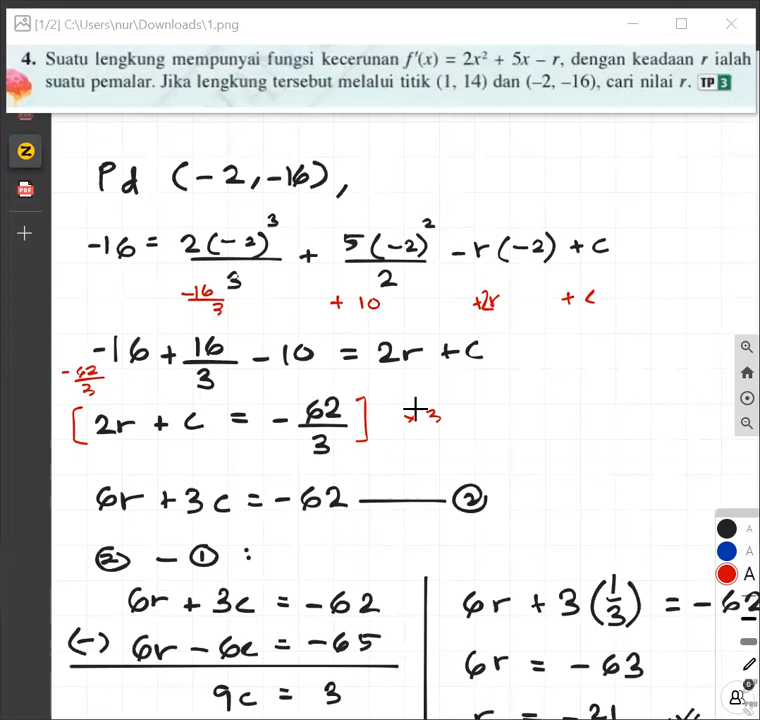 [1/2] C:\Users\nur\Downloads\1.png
4. Suatu lengkung mempunyai fungsi kecerunan f'(x) = 2x² + 5x – r, dengan keadaan r ialah
suatu pemalar. Jika lengkung tersebut melalui titik (1, 14) dan (–2, –16), cari nilai r. TP 3
Pd (-2, -16),
-16 = 2(-2)³/3 + 5(-2)²/2 - r(-2) + c
-16/3 + 10 +2r + c
-16 + 16/3 - 10 = 2r + c
-62/3
[2r + c = -62/3] × 3
6r + 3c = -62 —— ②
② - ① :
6r + 3c = -62
(-) 6r - 6c = -65
9c = 3
6r + 3(1/3) = -62
6r = -63
r = -21